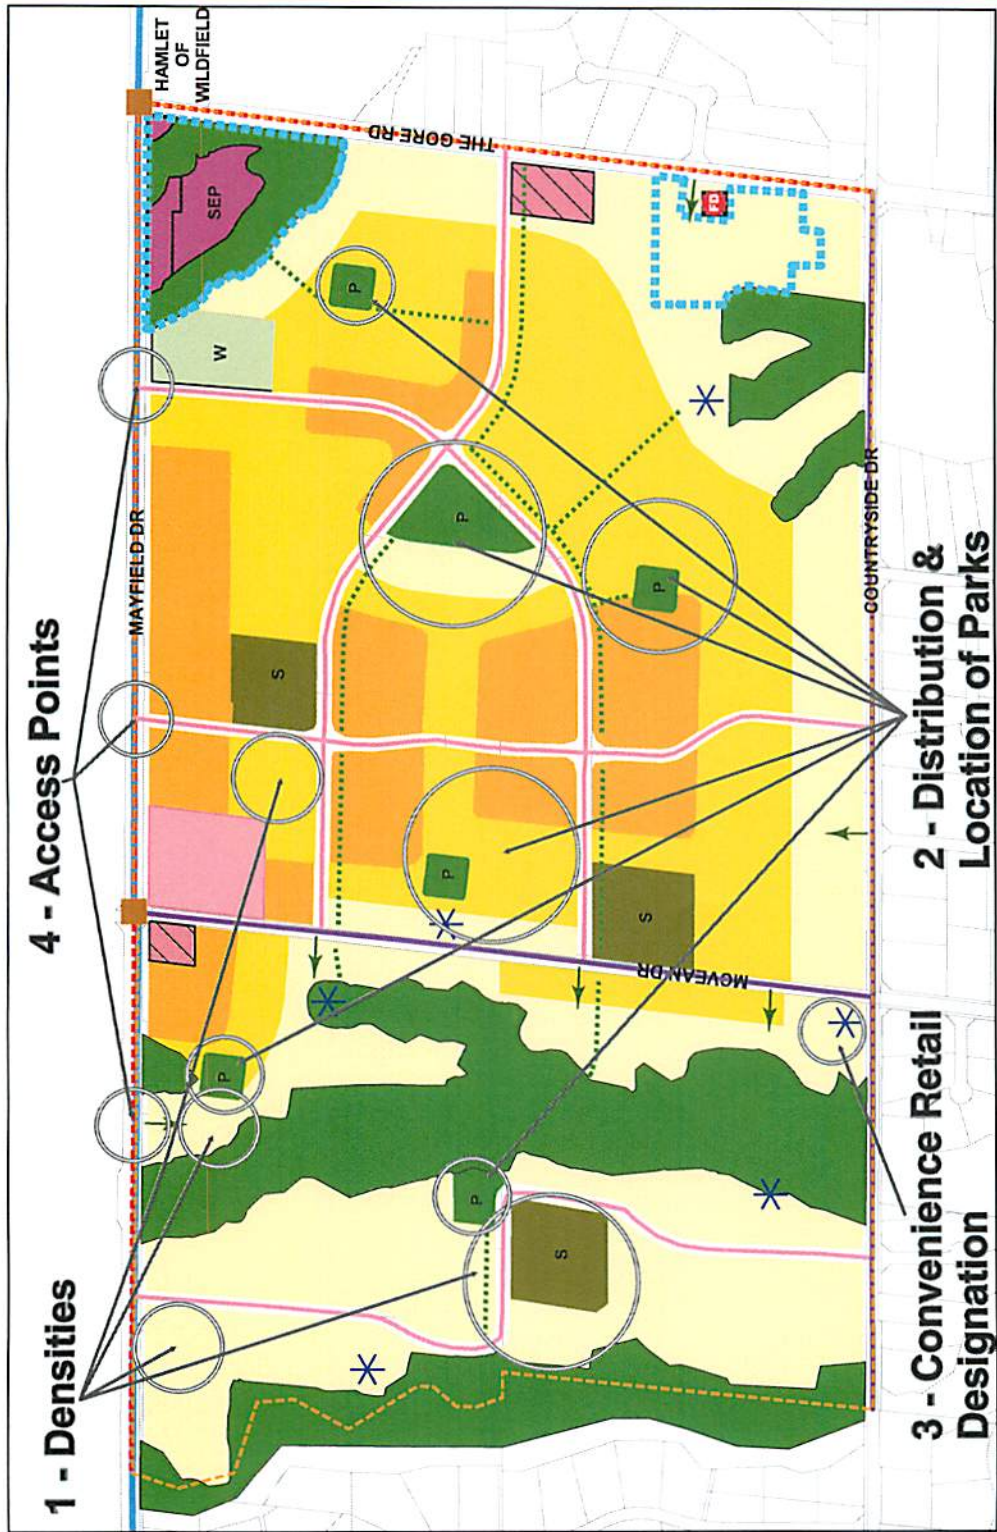 1 - Densities
4 - Access Points
HAMLET
OF
WILDFIELD
MAYFIELD DR
THE GORE RD
SEP
W
P
FD
P
S
P
P
S
P
S
P
MCVEAN DR
COUNTRYSIDE DR
3 - Convenience Retail
Designation
2 - Distribution &
Location of Parks